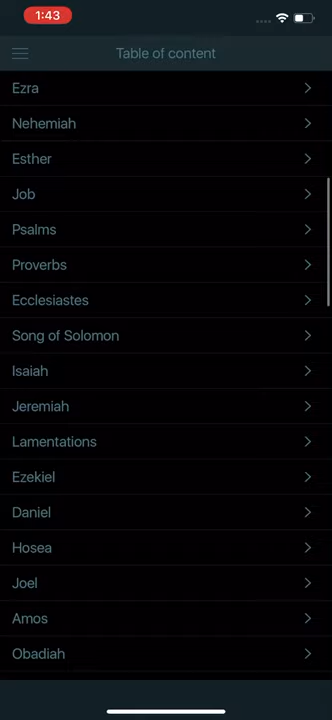 1:43
Table of content
Ezra
Nehemiah
Esther
Job
Psalms
Proverbs
Ecclesiastes
Song of Solomon
Isaiah
Jeremiah
Lamentations
Ezekiel
Daniel
Hosea
Joel
Amos
Obadiah